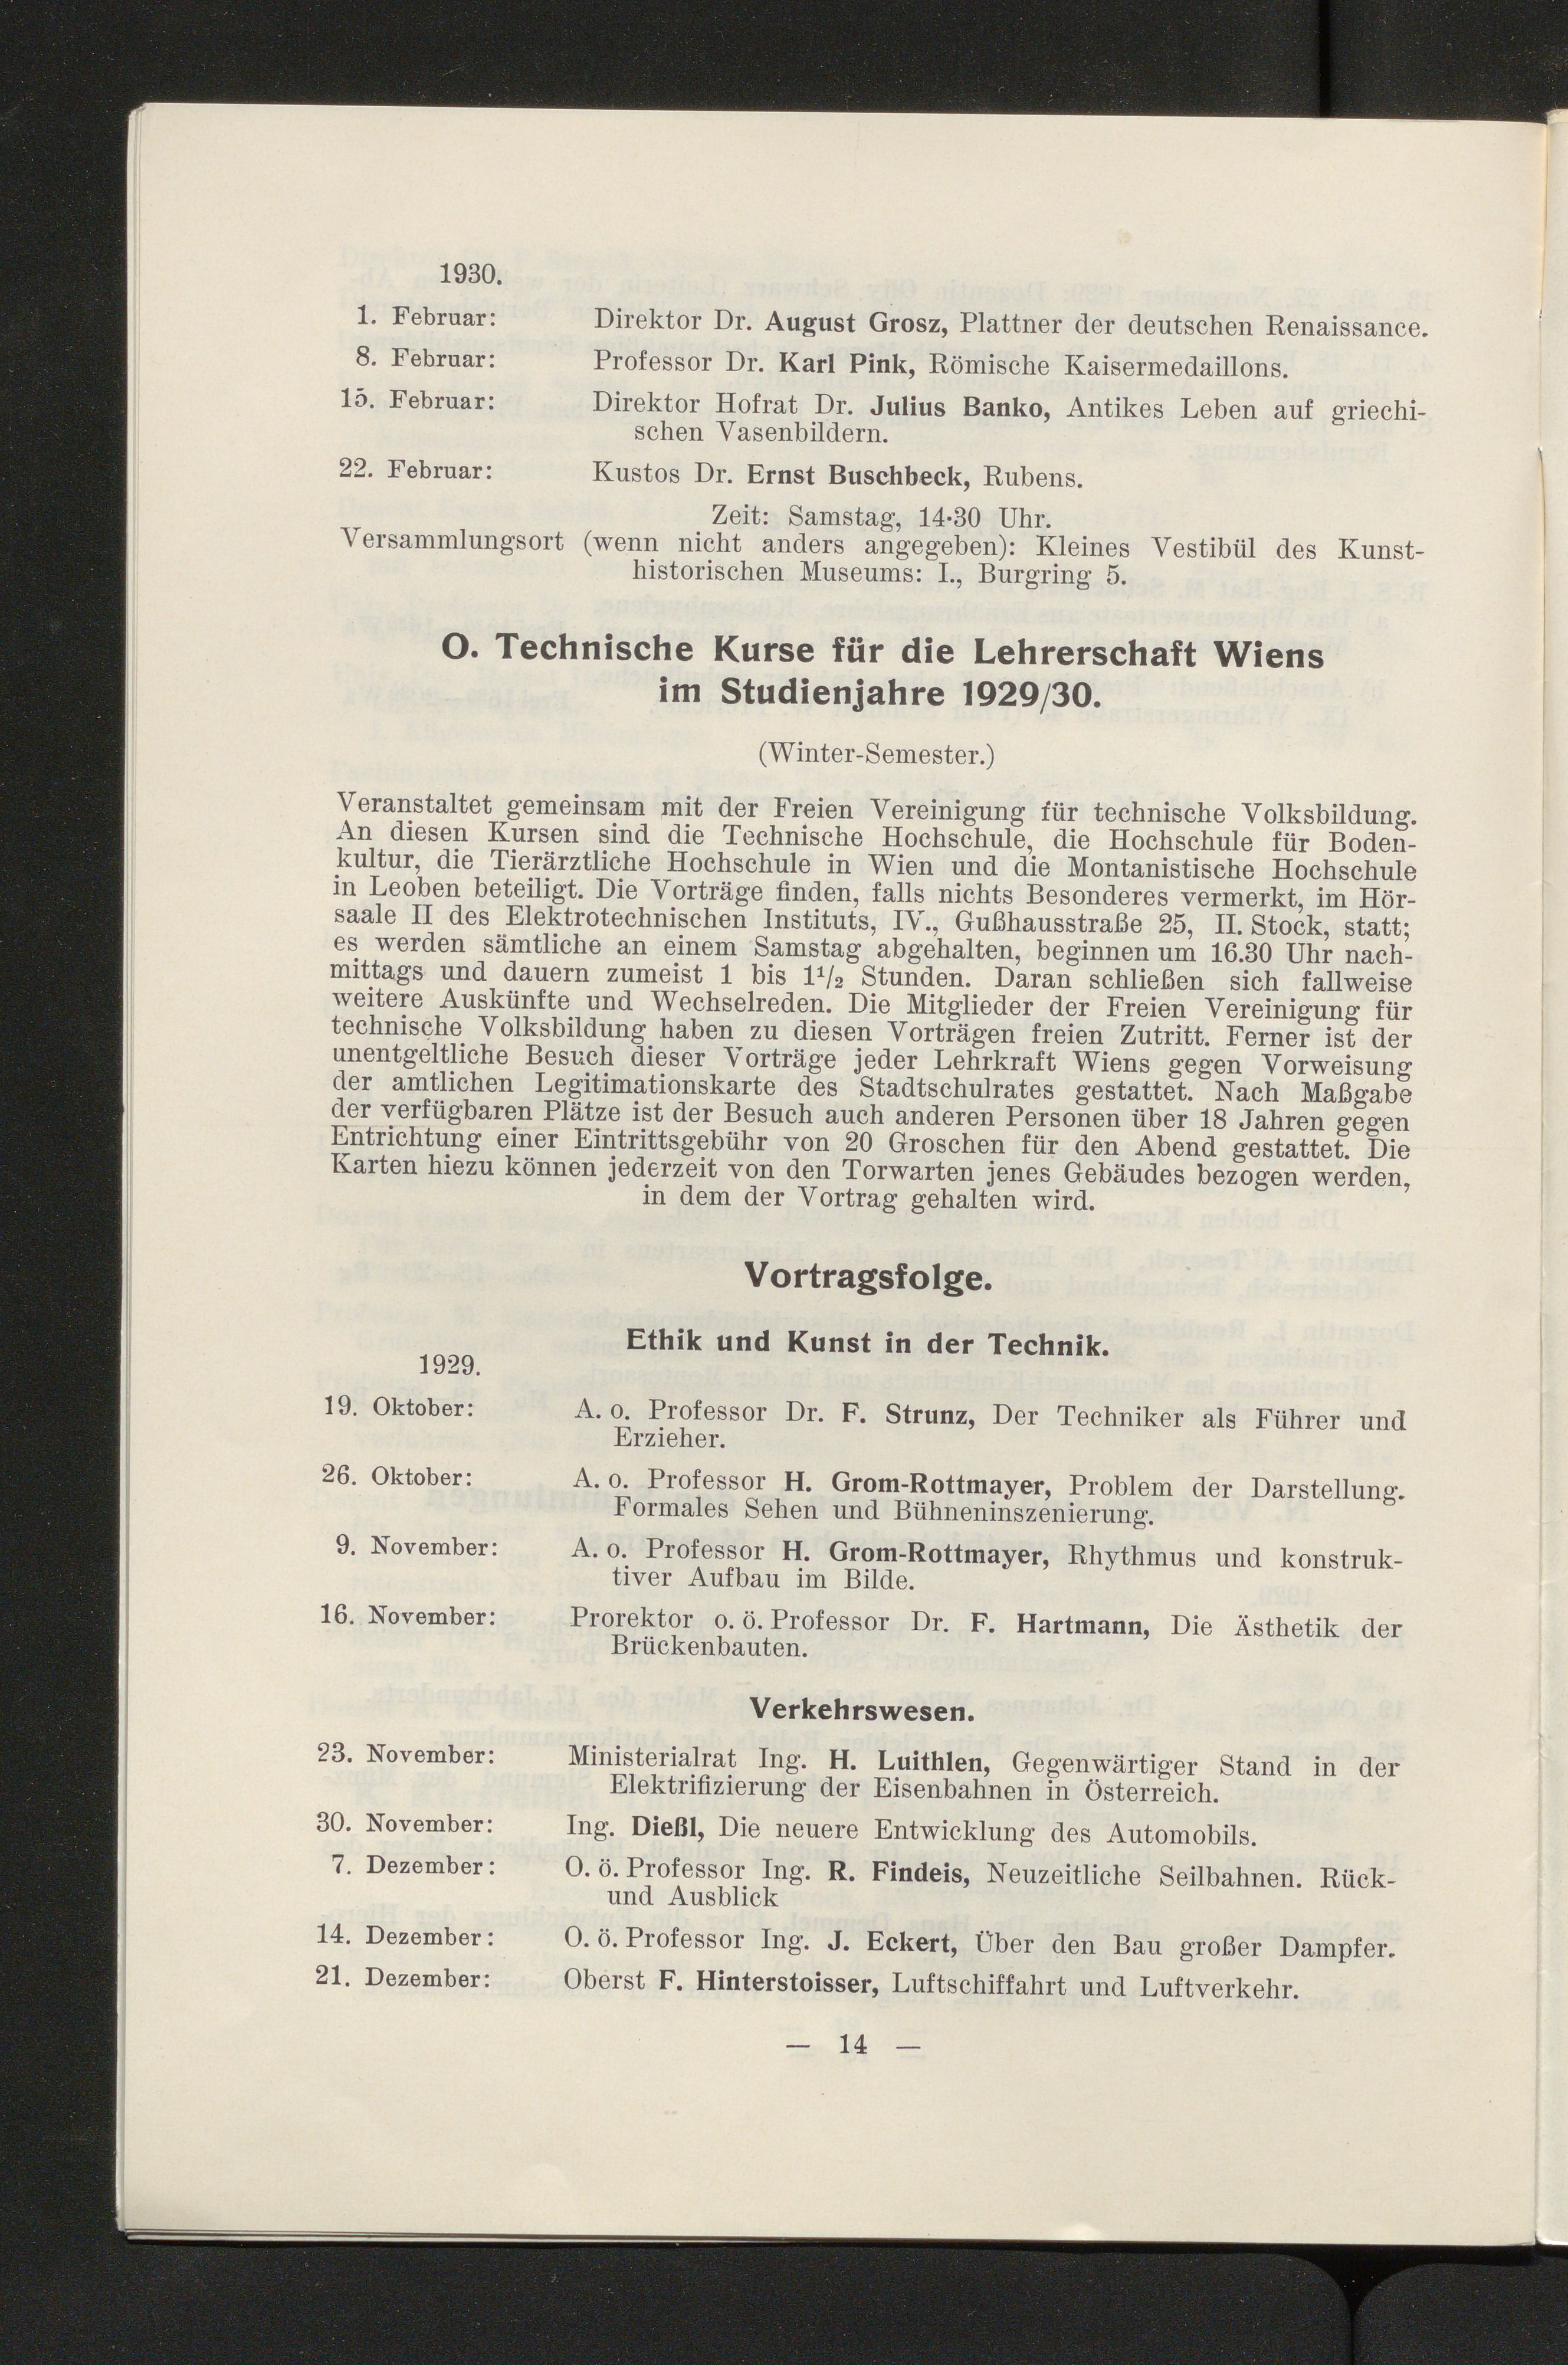 1930.
1. Februar: Direktor Dr. August Grosz, Plattner der deutschen Renaissance.
8. Februar: Professor Dr. Karl Pink, Römische Kaisermedaillons.
15. Februar: Direktor Hofrat Dr. Julius Banko, Antikes Leben auf griechi-
schen Vasenbildern.
22. Februar: Kustos Dr. Ernst Buschbeck, Rubens.
Zeit: Samstag, 14·30 Uhr.
Versammlungsort (wenn nicht anders angegeben): Kleines Vestibül des Kunst-
historischen Museums: I., Burgring 5.
O. Technische Kurse für die Lehrerschaft Wiens
im Studienjahre 1929/30.
(Winter-Semester.)
Veranstaltet gemeinsam mit der Freien Vereinigung für technische Volksbildung.
An diesen Kursen sind die Technische Hochschule, die Hochschule für Boden-
kultur, die Tierärztliche Hochschule in Wien und die Montanistische Hochschule
in Leoben beteiligt. Die Vorträge finden, falls nichts Besonderes vermerkt, im Hör-
saale II des Elektrotechnischen Instituts, IV., Gußhausstraße 25, II. Stock, statt;
es werden sämtliche an einem Samstag abgehalten, beginnen um 16.30 Uhr nach-
mittags und dauern zumeist 1 bis 1½ Stunden. Daran schließen sich fallweise
weitere Auskünfte und Wechselreden. Die Mitglieder der Freien Vereinigung für
technische Volksbildung haben zu diesen Vorträgen freien Zutritt. Ferner ist der
unentgeltliche Besuch dieser Vorträge jeder Lehrkraft Wiens gegen Vorweisung
der amtlichen Legitimationskarte des Stadtschulrates gestattet. Nach Maßgabe
der verfügbaren Plätze ist der Besuch auch anderen Personen über 18 Jahren gegen
Entrichtung einer Eintrittsgebühr von 20 Groschen für den Abend gestattet. Die
Karten hiezu können jederzeit von den Torwarten jenes Gebäudes bezogen werden,
in dem der Vortrag gehalten wird.
Vortragsfolge.
Ethik und Kunst in der Technik.
1929.
19. Oktober: A. o. Professor Dr. F. Strunz, Der Techniker als Führer und
Erzieher.
26. Oktober: A. o. Professor H. Grom-Rottmayer, Problem der Darstellung.
Formales Sehen und Bühneninszenierung.
9. November: A. o. Professor H. Grom-Rottmayer, Rhythmus und konstruk-
tiver Aufbau im Bilde.
16. November: Prorektor o. ö. Professor Dr. F. Hartmann, Die Ästhetik der
Brückenbauten.
Verkehrswesen.
23. November: Ministerialrat Ing. H. Luithlen, Gegenwärtiger Stand in der
Elektrifizierung der Eisenbahnen in Österreich.
30. November: Ing. Dießl, Die neuere Entwicklung des Automobils.
7. Dezember: O. ö. Professor Ing. R. Findeis, Neuzeitliche Seilbahnen. Rück-
und Ausblick
14. Dezember: O. ö. Professor Ing. J. Eckert, Über den Bau großer Dampfer.
21. Dezember: Oberst F. Hinterstoisser, Luftschiffahrt und Luftverkehr.
— 14 —